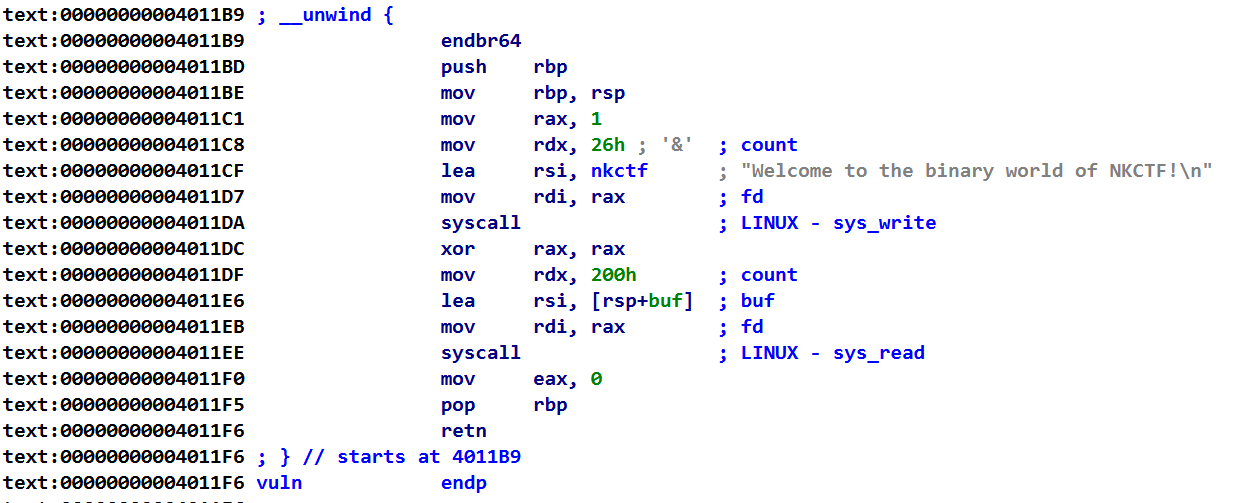 text:00000000004011B9 ; __unwind {
text:00000000004011B9 endbr64
text:00000000004011BD push rbp
text:00000000004011BE mov rbp, rsp
text:00000000004011C1 mov rax, 1
text:00000000004011C8 mov rdx, 26h ; '&' ; count
text:00000000004011CF lea rsi, nkctf ; "Welcome to the binary world of NKCTF!\n"
text:00000000004011D7 mov rdi, rax ; fd
text:00000000004011DA syscall ; LINUX - sys_write
text:00000000004011DC xor rax, rax
text:00000000004011DF mov rdx, 200h ; count
text:00000000004011E6 lea rsi, [rsp+buf] ; buf
text:00000000004011EB mov rdi, rax ; fd
text:00000000004011EE syscall ; LINUX - sys_read
text:00000000004011F0 mov eax, 0
text:00000000004011F5 pop rbp
text:00000000004011F6 retn
text:00000000004011F6 ; } // starts at 4011B9
text:00000000004011F6 vuln endp